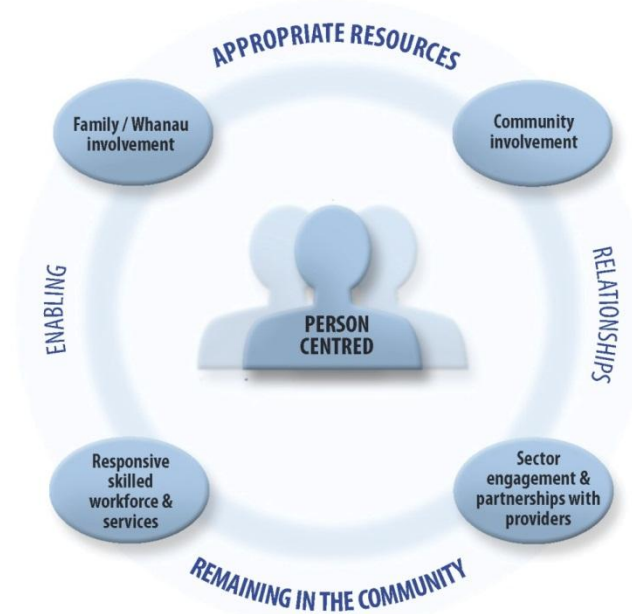 APPROPRIATE RESOURCES
Family / Whanau
involvement
Community
involvement
ENABLING
RELATIONSHIPS
PERSON
CENTRED
Responsive
skilled
workforce &
services
Sector
engagement &
partnerships with
providers
REMAINING IN THE COMMUNITY